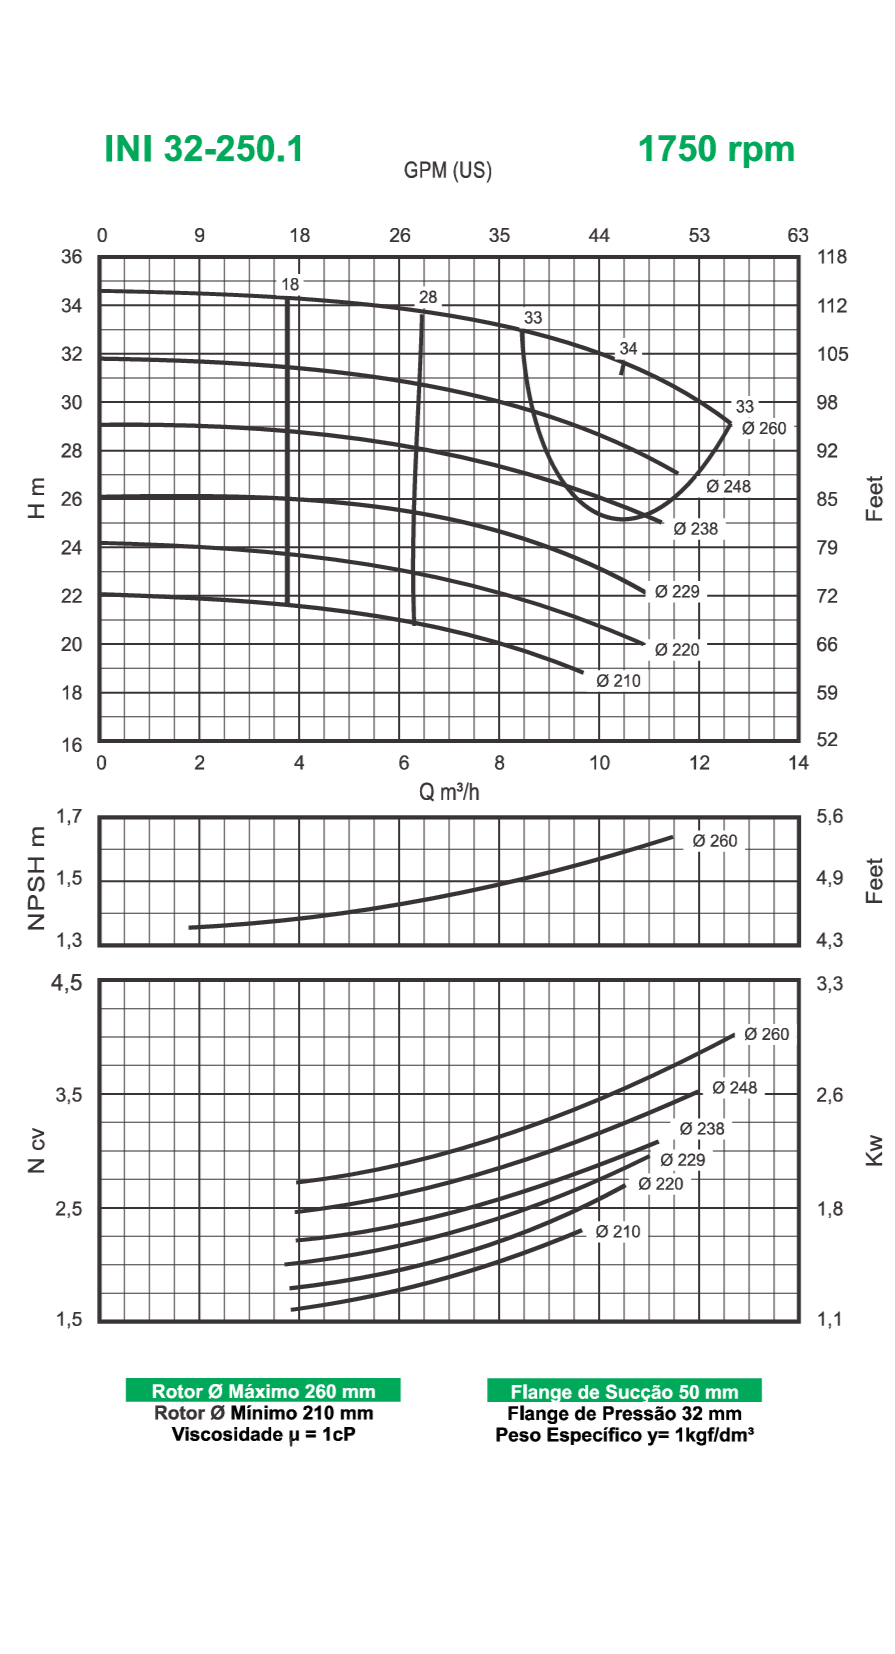 INI 32-250.1 1750 rpm
GPM (US)
0 9 18 26 35 44 53 63
36 118
18
28
34 112
33
34
32 105
30 98
33
Ø 260
28 92
Ø 248
H m
26 85
Feet
Ø 238
24 79
Ø 229
22 72
20 66
Ø 220
Ø 210
18 59
16 52
0 2 4 6 8 10 12 14
Q m³/h
1,7 5,6
Ø 260
NPSH m
1,5 4,9
Feet
1,3 4,3
4,5 3,3
Ø 260
Ø 248
3,5 2,6
Ø 238
N cv
Kw
Ø 229
Ø 220
2,5 1,8
Ø 210
1,5 1,1
Rotor Ø Máximo 260 mm
Rotor Ø Mínimo 210 mm
Viscosidade µ = 1cP
Flange de Sucção 50 mm
Flange de Pressão 32 mm
Peso Específico y= 1kgf/dm³